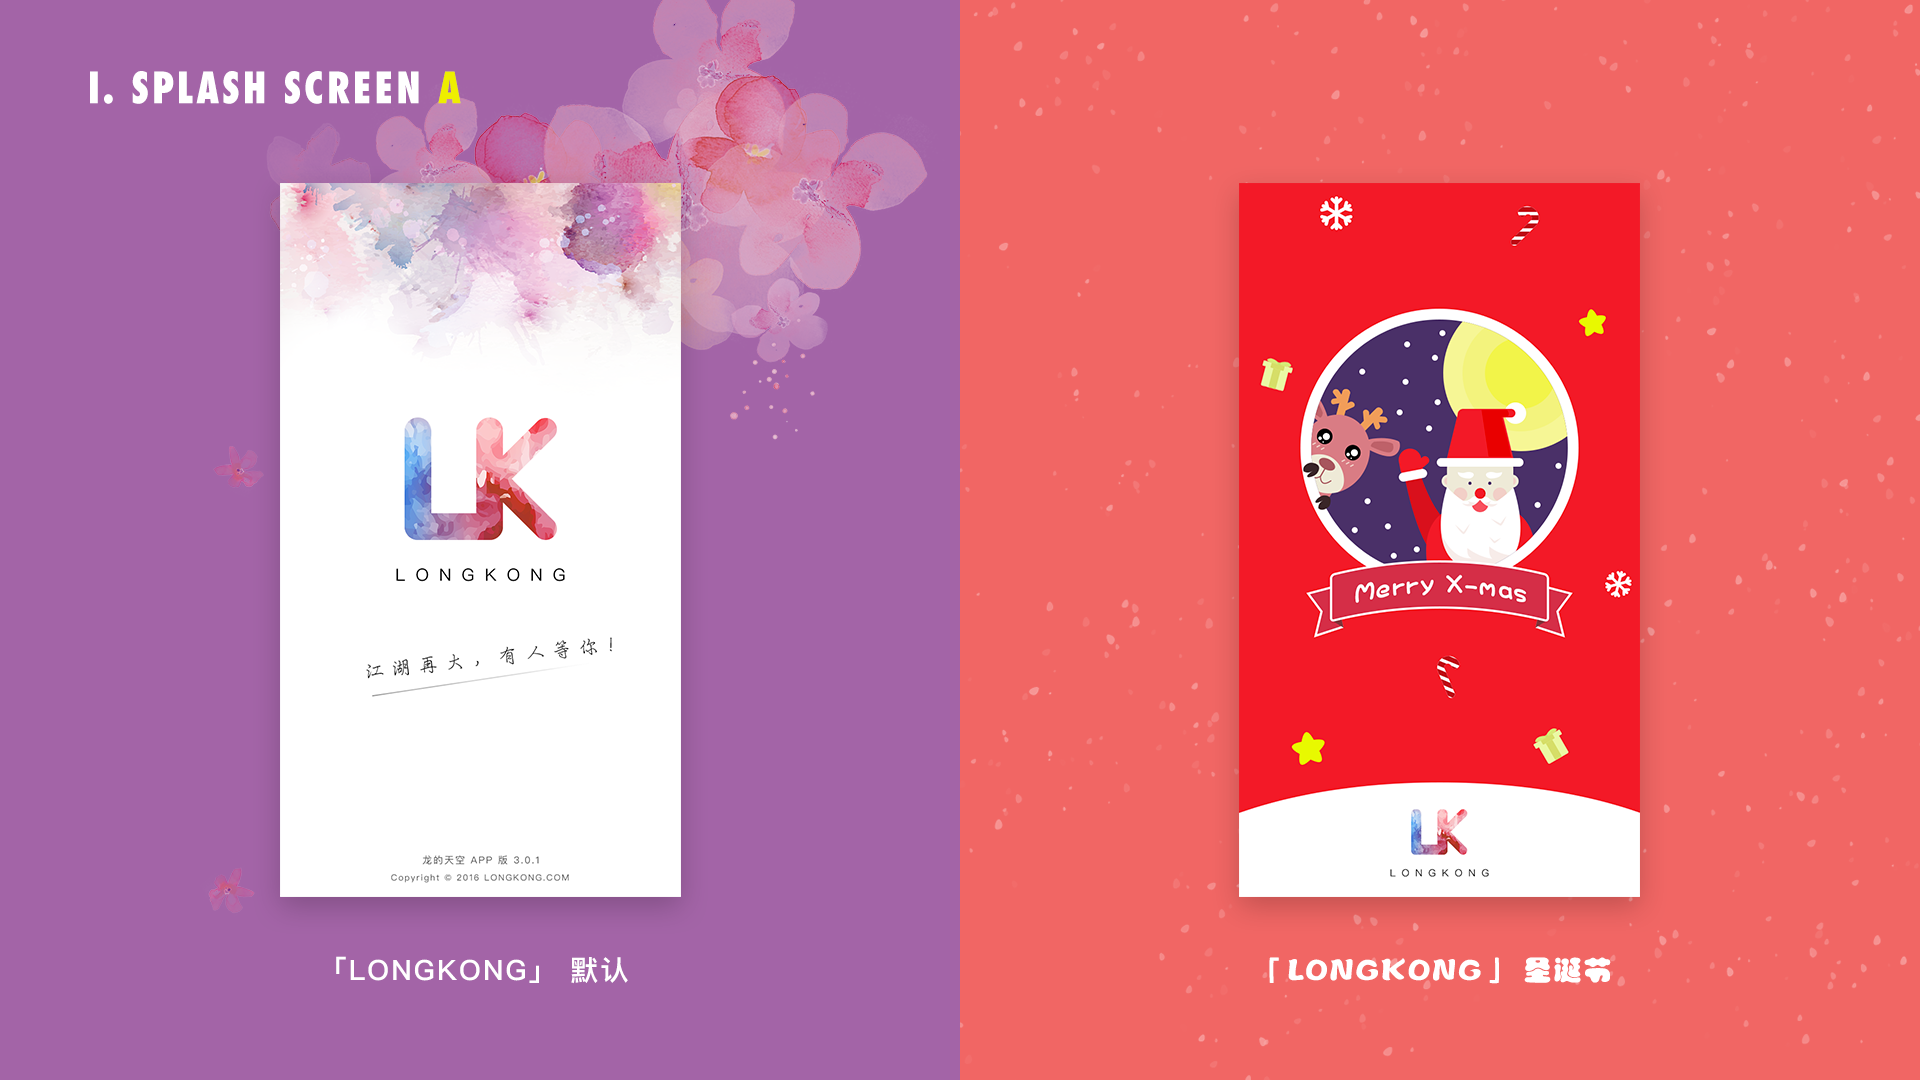 I. SPLASH SCREEN A
LK
LONGKONG
江湖再大，有人等你！
龙的天空 APP 版 3.0.1
Copyright © 2016 LONGKONG.COM
「LONGKONG」 默认
Merry X-mas
LK
LONGKONG
「LONGKONG」 圣诞节